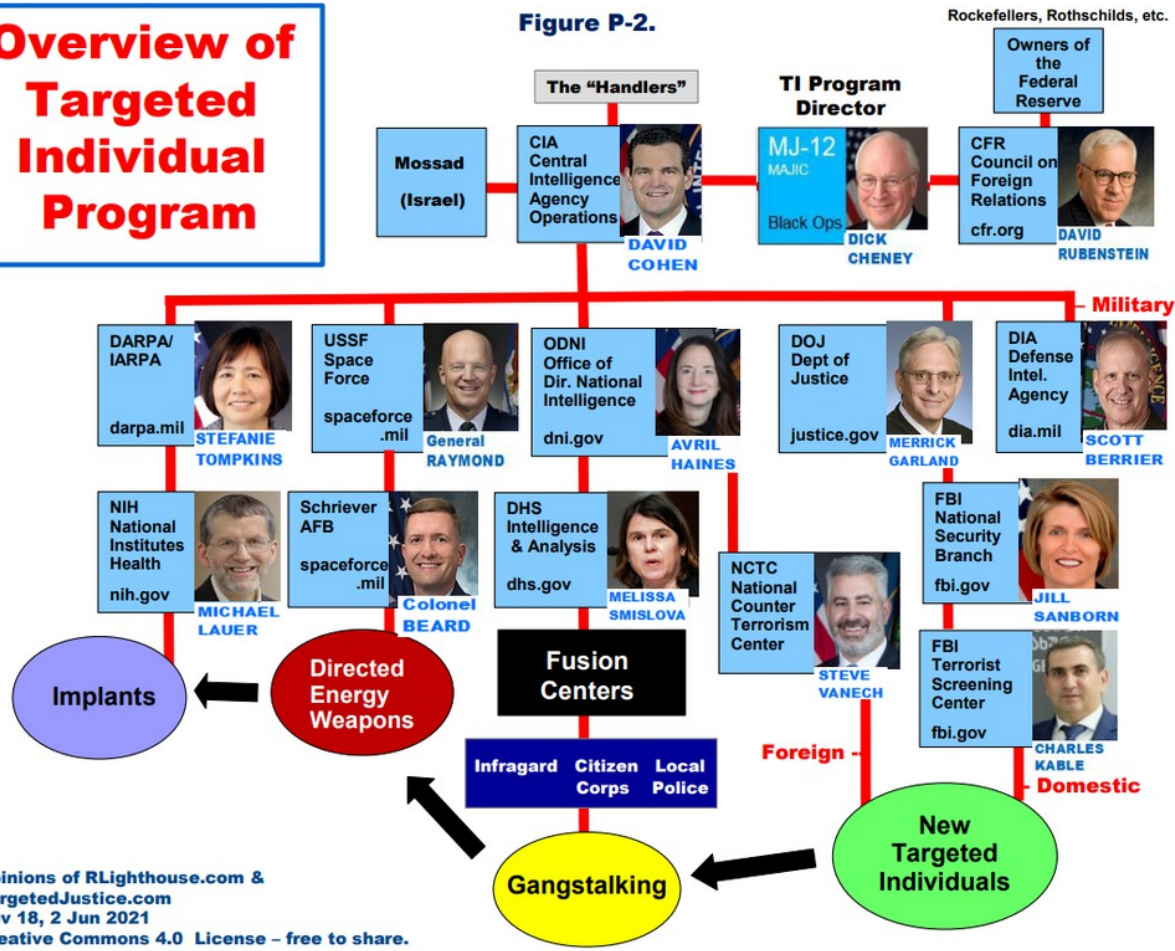 Overview of
Targeted
Individual
Program
Figure P-2.
Rockefellers, Rothschilds, etc.
Owners of
the
Federal
Reserve
The "Handlers"
TI Program
Director
Mossad
(Israel)
CIA
Central
Intelligence
Agency
Operations
DAVID
COHEN
MJ-12
MAJIC
Black Ops
DICK
CHENEY
CFR
Council on
Foreign
Relations
cfr.org
DAVID
RUBENSTEIN
Military
DARPA/
IARPA
darpa.mil
STEFANIE
TOMPKINS
USSF
Space
Force
spaceforce
.mil
General
RAYMOND
ODNI
Office of
Dir. National
Intelligence
dni.gov
AVRIL
HAINES
DOJ
Dept of
Justice
justice.gov
MERRICK
GARLAND
DIA
Defense
Intel.
Agency
dia.mil
SCOTT
BERRIER
NIH
National
Institutes
Health
nih.gov
MICHAEL
LAUER
Schriever
AFB
spaceforce
.mil
Colonel
BEARD
DHS
Intelligence
& Analysis
dhs.gov
MELISSA
SMISLOVA
NCTC
National
Counter
Terrorism
Center
STEVE
VANECH
FBI
National
Security
Branch
fbi.gov
JILL
SANBORN
FBI
Terrorist
Screening
Center
fbi.gov
CHARLES
KABLE
Implants
Directed
Energy
Weapons
Fusion
Centers
Infragard Citizen Local
Corps Police
Foreign
Domestic
Gangstalking
New
Targeted
Individuals
inions of RLighthouse.com &
rgetedJustice.com
v 18, 2 Jun 2021
eative Commons 4.0 License – free to share.